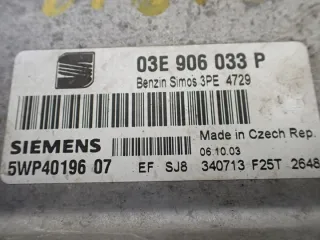 03E 906 033 P
Benzin Simos 3PE 4729
SIEMENS
Made in Czech Rep.
06.10.03
5WP40196 07
EF SJ8 340713 F25T 2648